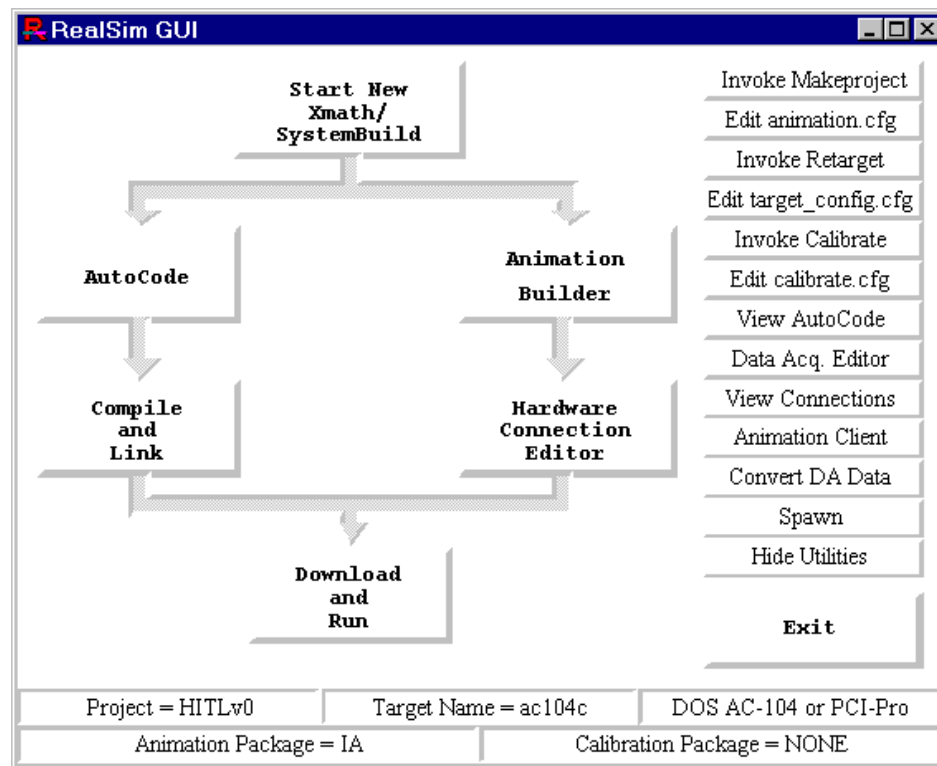 RealSim GUI
Start New
Xmath/
SystemBuild
AutoCode
Animation
Builder
Compile
and
Link
Hardware
Connection
Editor
Download
and
Run
Invoke Makeproject
Edit animation.cfg
Invoke Retarget
Edit target_config.cfg
Invoke Calibrate
Edit calibrate.cfg
View AutoCode
Data Acq. Editor
View Connections
Animation Client
Convert DA Data
Spawn
Hide Utilities
Exit
Project = HITLv0
Target Name = ac104c
DOS AC-104 or PCI-Pro
Animation Package = IA
Calibration Package = NONE